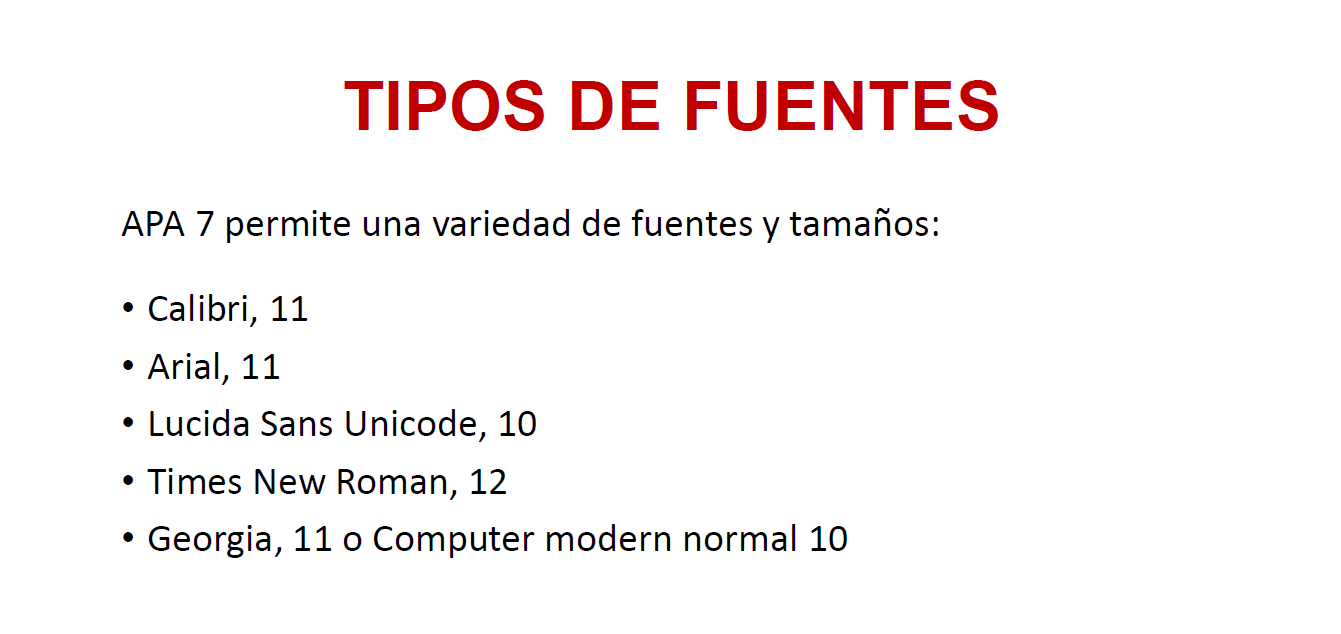 TIPOS DE FUENTES
APA 7 permite una variedad de fuentes y tamaños:
• Calibri, 11
• Arial, 11
• Lucida Sans Unicode, 10
• Times New Roman, 12
• Georgia, 11 o Computer modern normal 10